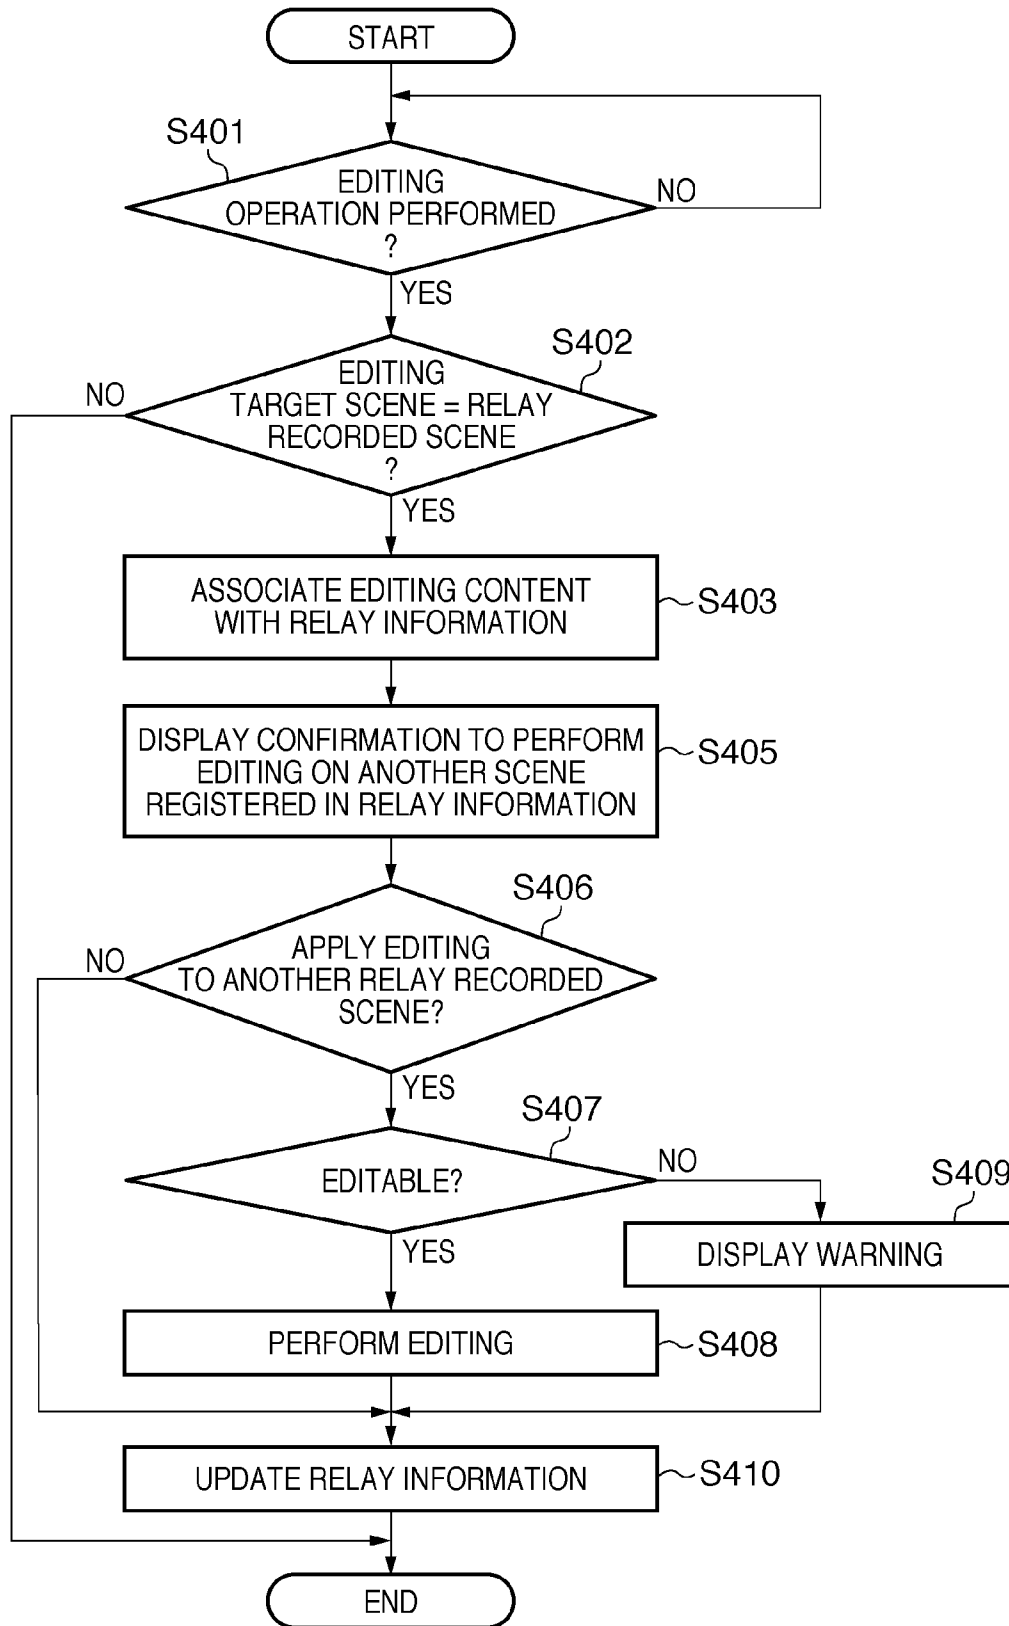 START
S401
EDITING
OPERATION PERFORMED
?
NO
YES
S402
EDITING
TARGET SCENE = RELAY
RECORDED SCENE
?
NO
YES
ASSOCIATE EDITING CONTENT
WITH RELAY INFORMATION
S403
DISPLAY CONFIRMATION TO PERFORM
EDITING ON ANOTHER SCENE
REGISTERED IN RELAY INFORMATION
S405
S406
APPLY EDITING
TO ANOTHER RELAY RECORDED
SCENE?
NO
YES
S407
EDITABLE?
NO
YES
S409
DISPLAY WARNING
PERFORM EDITING
S408
UPDATE RELAY INFORMATION
S410
END